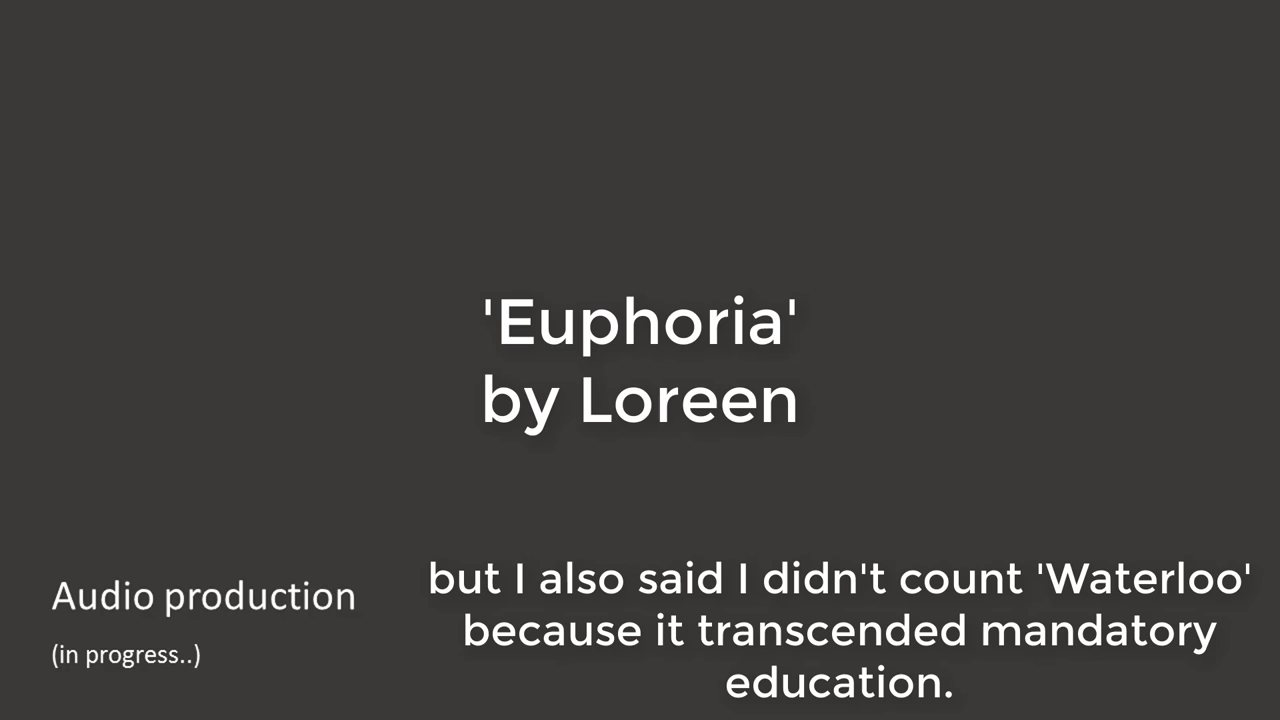 'Euphoria'
by Loreen
Audio production
(in progress..)
but I also said I didn't count 'Waterloo'
because it transcended mandatory
education.